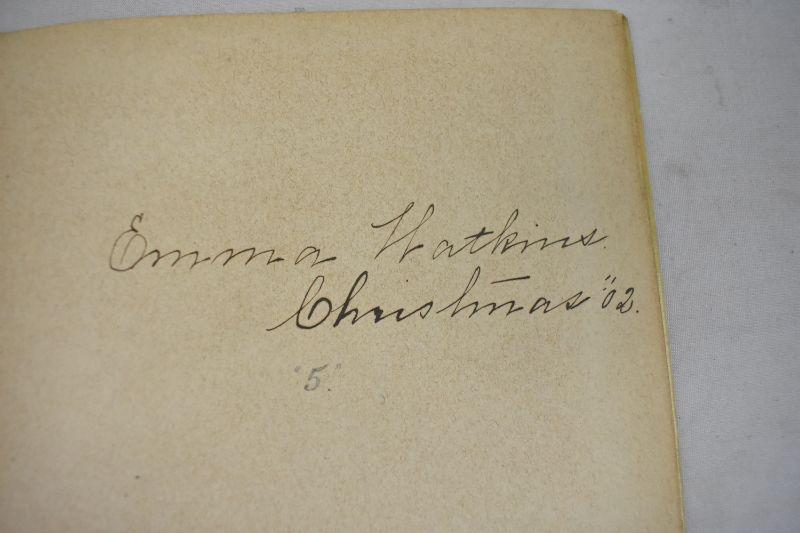 Emma Watkins.
Christmas "02.
"5."